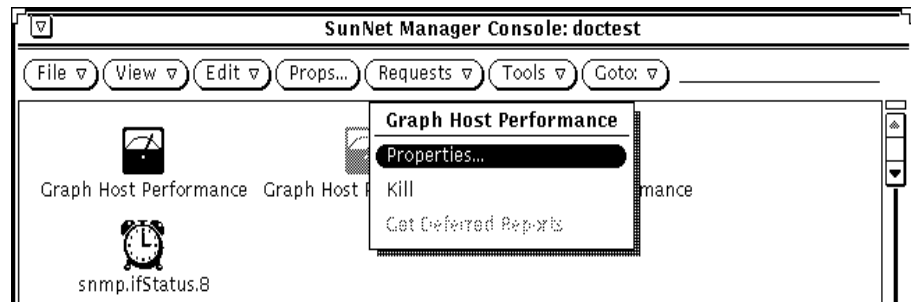 SunNet Manager Console: doctest
File View Edit Props... Requests Tools Goto:
Graph Host Performance
Properties...
Kill
Get Deferred Reports
Graph Host Performance Graph Host P mance
snmp.ifStatus.8